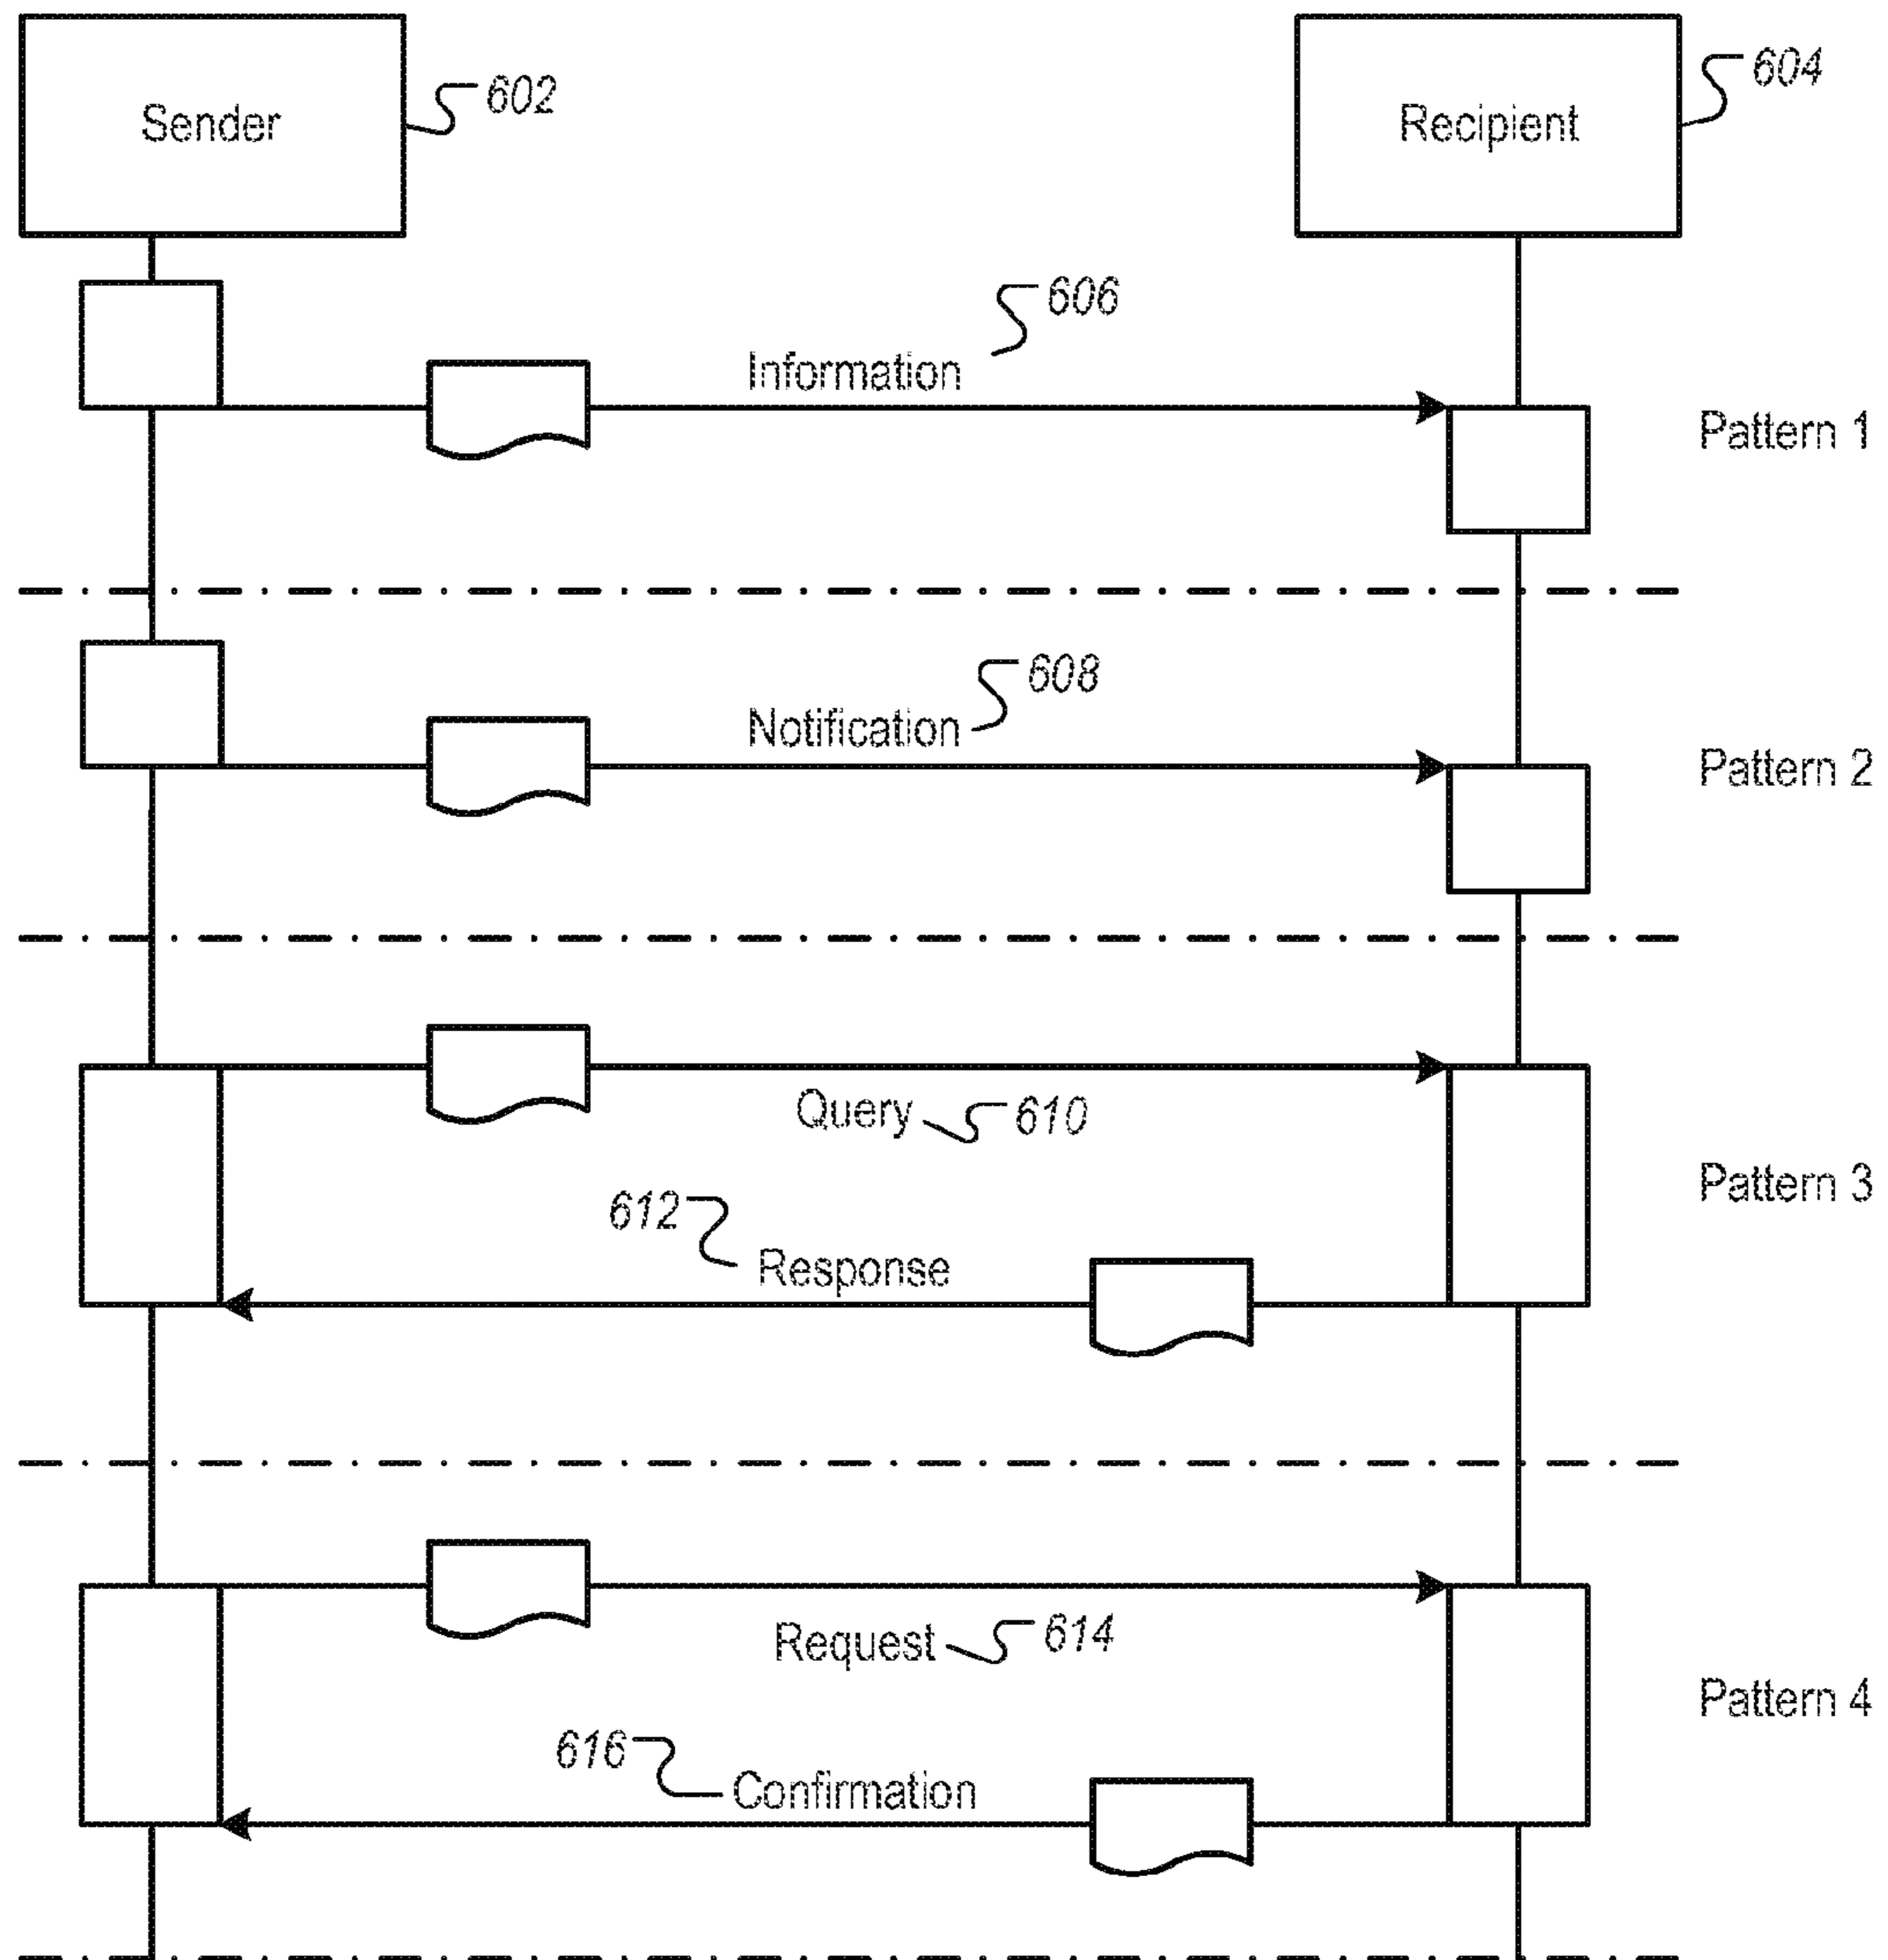 Sender
602
Recipient
604
606
Information
Pattern 1
608
Notification
Pattern 2
Query
610
Pattern 3
612
Response
Request
614
Pattern 4
616
Confirmation